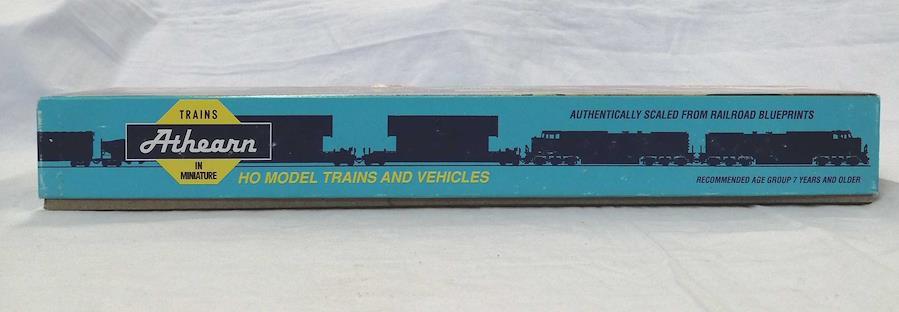 TRAINS
Athearn
IN
MINIATURE
HO MODEL TRAINS AND VEHICLES
AUTHENTICALLY SCALED FROM RAILROAD BLUEPRINTS
RECOMMENDED AGE GROUP 7 YEARS AND OLDER